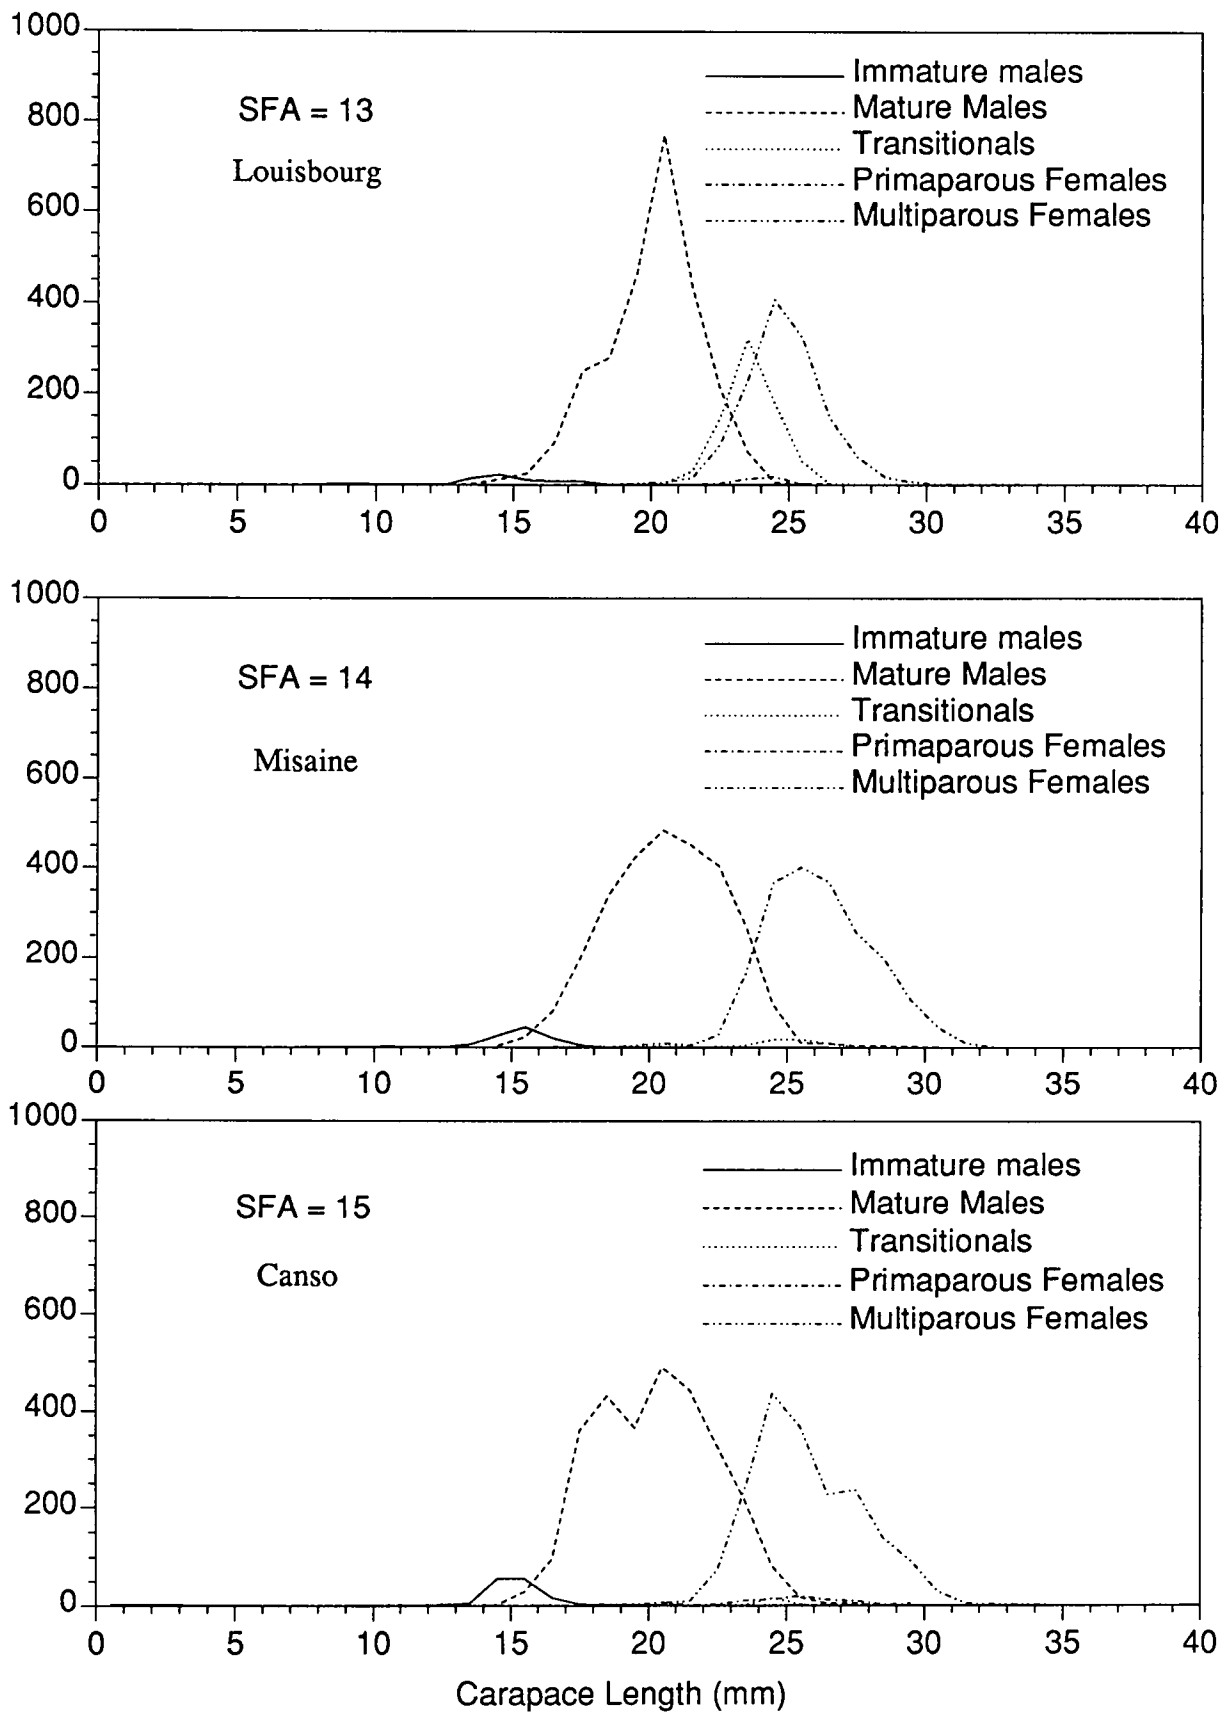 1000
800
600
400
200
0
SFA = 13
Louisbourg
Immature males
Mature Males
Transitionals
Primaparous Females
Multiparous Females
0 5 10 15 20 25 30 35 40
1000
800
600
400
200
0
SFA = 14
Misaine
Immature males
Mature Males
Transitionals
Primaparous Females
Multiparous Females
0 5 10 15 20 25 30 35 40
1000
800
600
400
200
0
SFA = 15
Canso
Immature males
Mature Males
Transitionals
Primaparous Females
Multiparous Females
0 5 10 15 20 25 30 35 40
Carapace Length (mm)